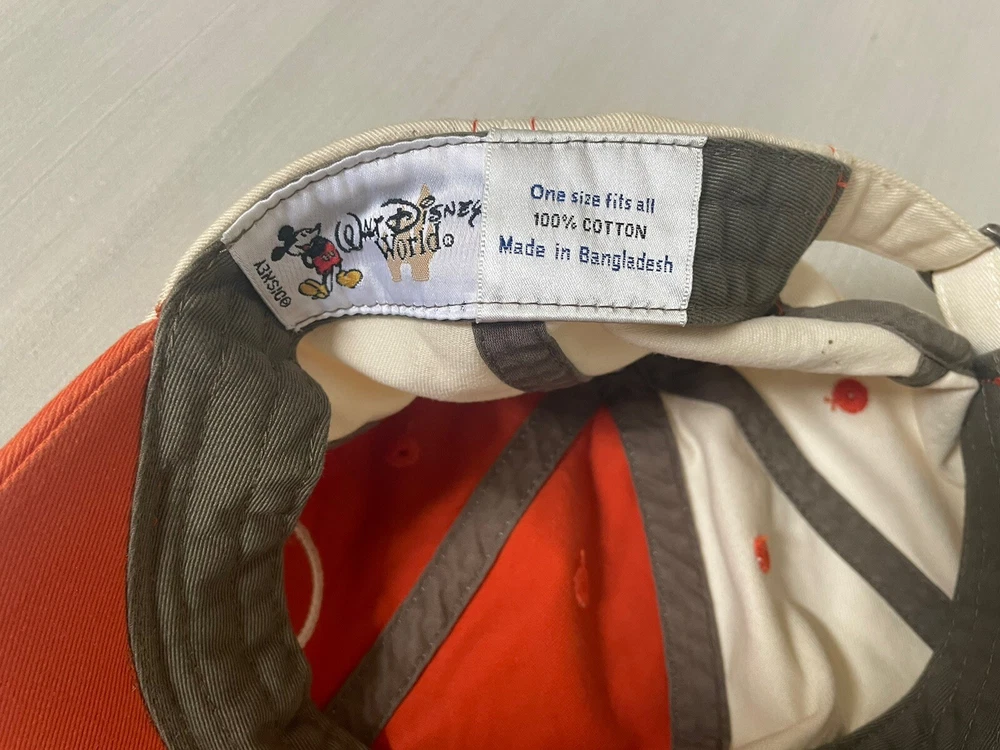 ©DISNEY
Walt Disney
World®
One size fits all
100% COTTON
Made in Bangladesh